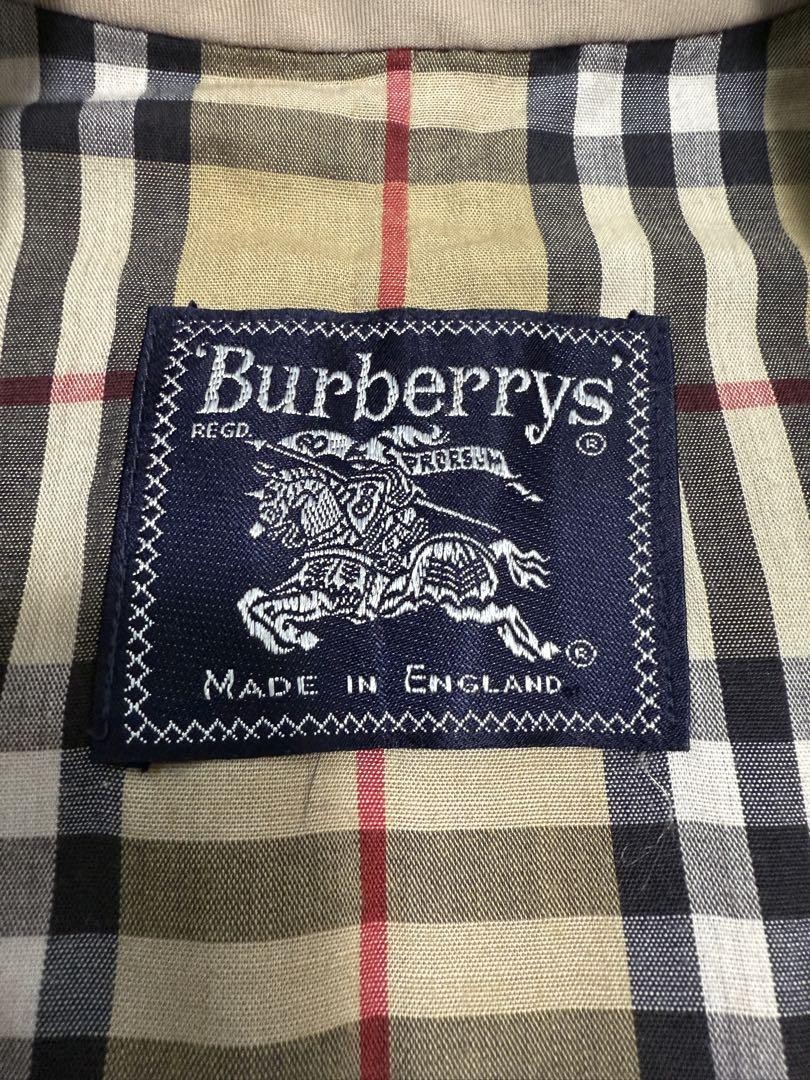 'Burberrys'
REGD. ®
PRORSUM
®
MADE IN ENGLAND